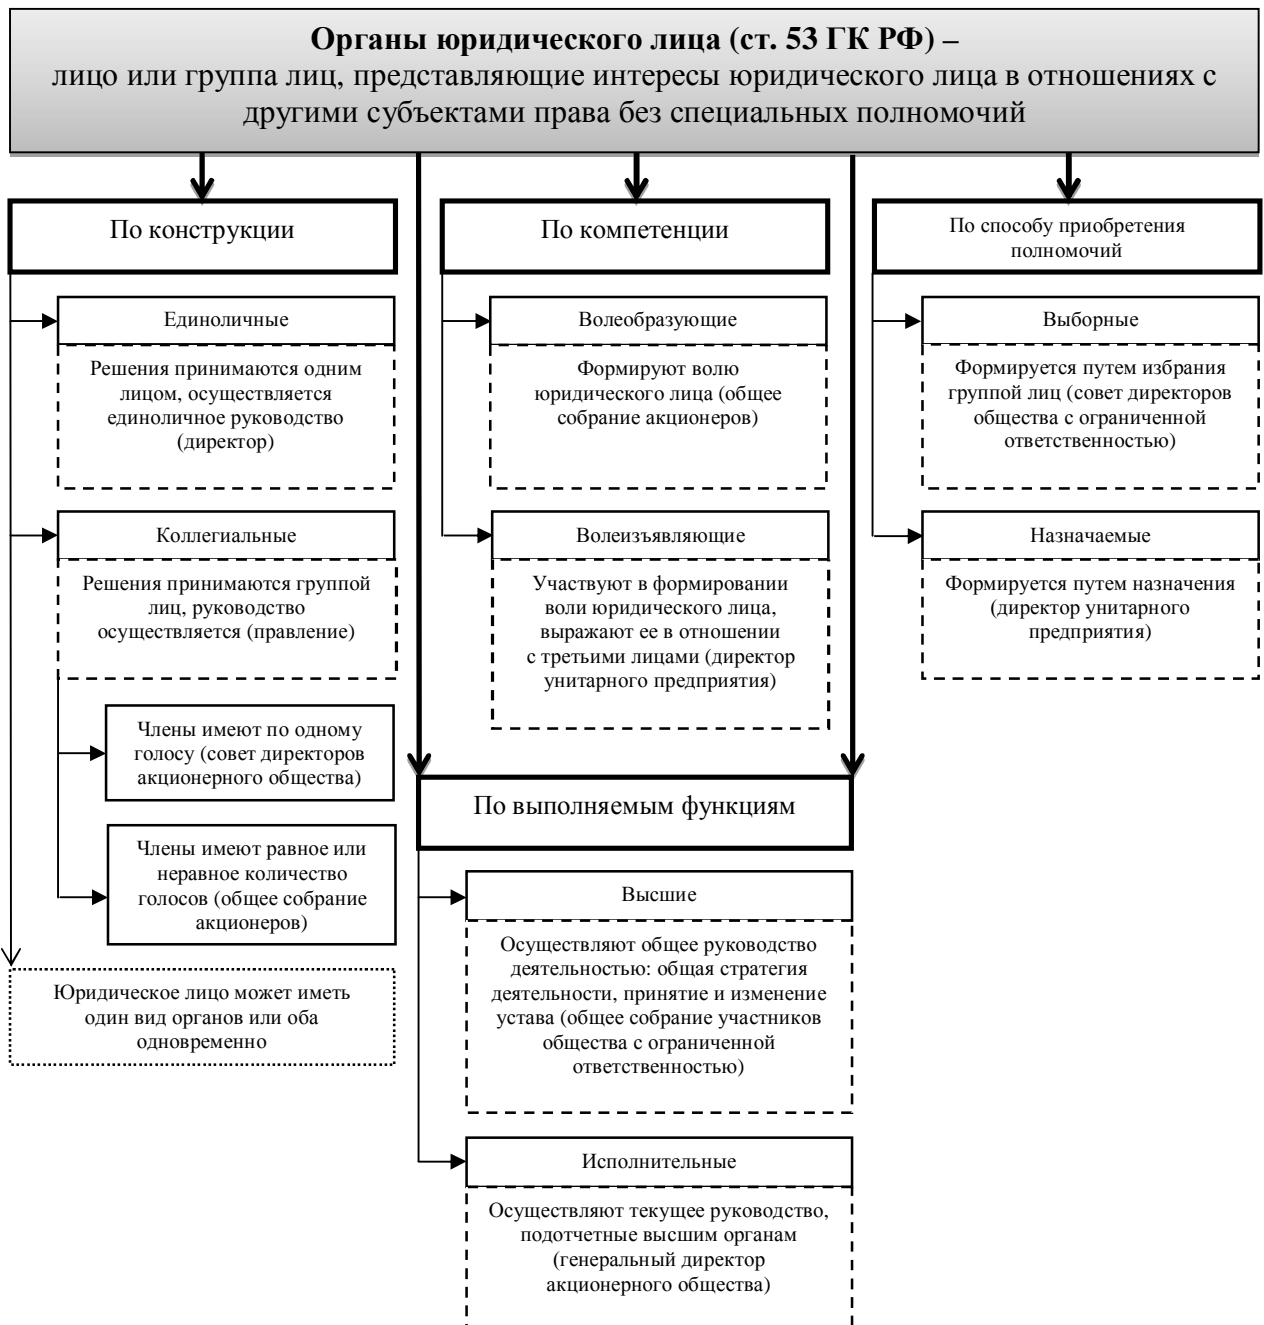 Органы юридического лица (ст. 53 ГК РФ) –
лицо или группа лиц, представляющие интересы юридического лица в отношениях с
другими субъектами права без специальных полномочий
По конструкции
Единоличные
Решения принимаются одним
лицом, осуществляется
единоличное руководство
(директор)
Коллегиальные
Решения принимаются группой
лиц, руководство
осуществляется (правление)
Члены имеют по одному
голосу (совет директоров
акционерного общества)
Члены имеют равное или
неравное количество
голосов (общее собрание
акционеров)
Юридическое лицо может иметь
один вид органов или оба
одновременно
По компетенции
Волеобразующие
Формируют волю
юридического лица (общее
собрание акционеров)
Волеизъявляющие
Участвуют в формировании
воли юридического лица,
выражают ее в отношении
с третьими лицами (директор
унитарного предприятия)
По способу приобретения
полномочий
Выборные
Формируется путем избрания
группой лиц (совет директоров
общества с ограниченной
ответственностью)
Назначаемые
Формируется путем назначения
(директор унитарного
предприятия)
По выполняемым функциям
Высшие
Осуществляют общее руководство
деятельностью: общая стратегия
деятельности, принятие и изменение
устава (общее собрание участников
общества с ограниченной
ответственностью)
Исполнительные
Осуществляют текущее руководство,
подотчетные высшим органам
(генеральный директор
акционерного общества)